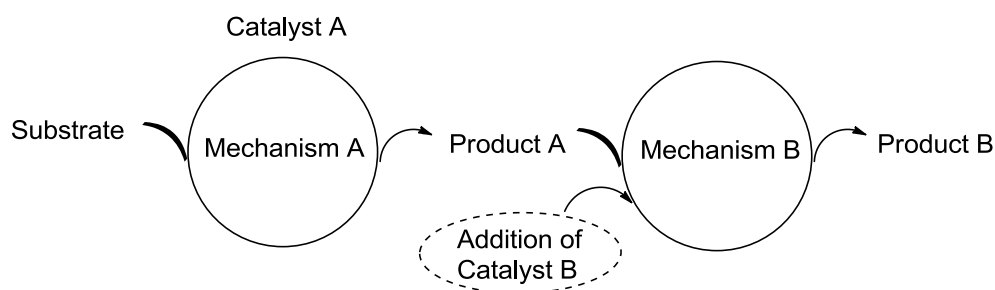 Catalyst A
Substrate
Mechanism A
Product A
Mechanism B
Product B
Addition of
Catalyst B